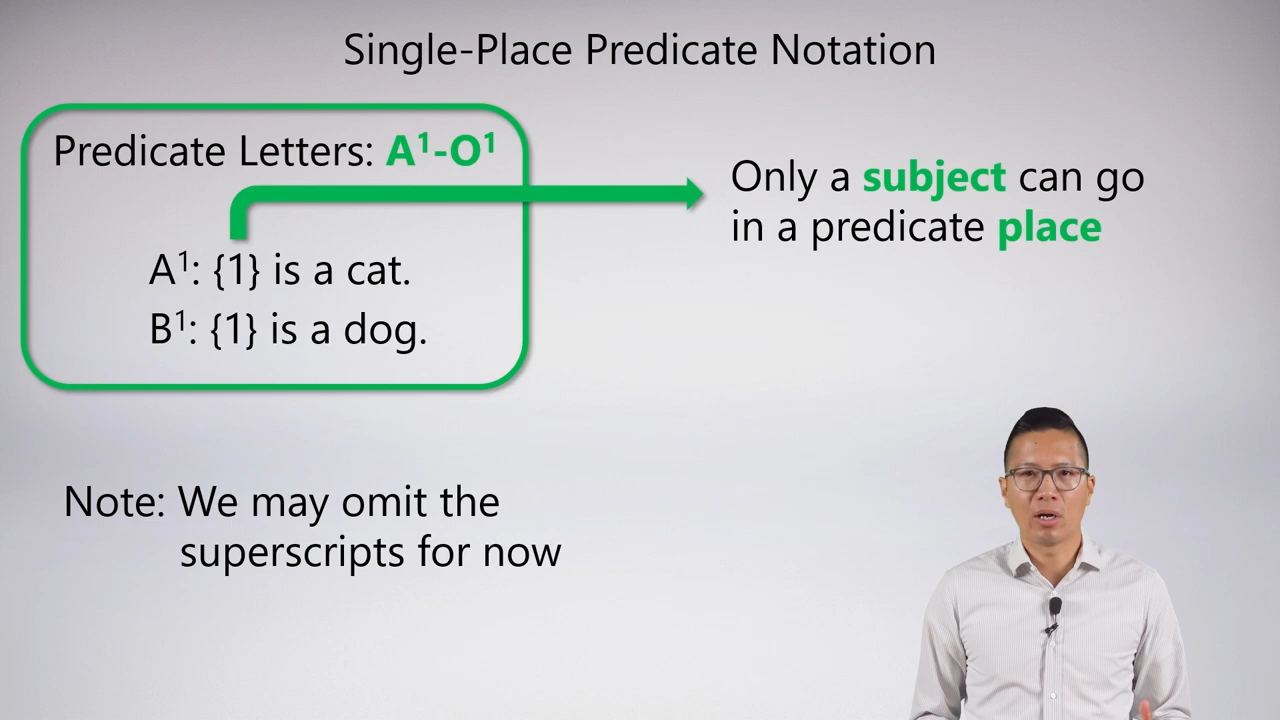 Single-Place Predicate Notation
Predicate Letters: A¹-O¹
Only a subject can go
in a predicate place
A¹: {1} is a cat.
B¹: {1} is a dog.
Note: We may omit the
superscripts for now